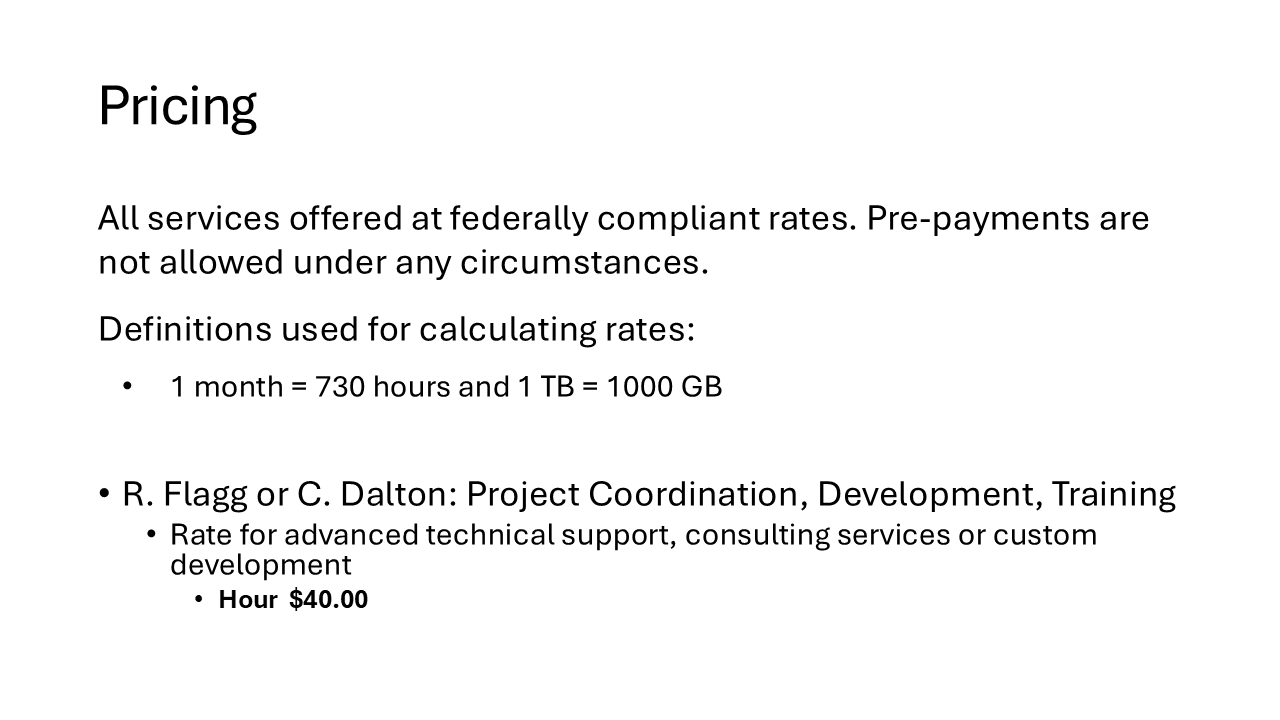 Pricing
All services offered at federally compliant rates. Pre-payments are
not allowed under any circumstances.
Definitions used for calculating rates:
• 1 month = 730 hours and 1 TB = 1000 GB
• R. Flagg or C. Dalton: Project Coordination, Development, Training
• Rate for advanced technical support, consulting services or custom
development
• Hour $40.00